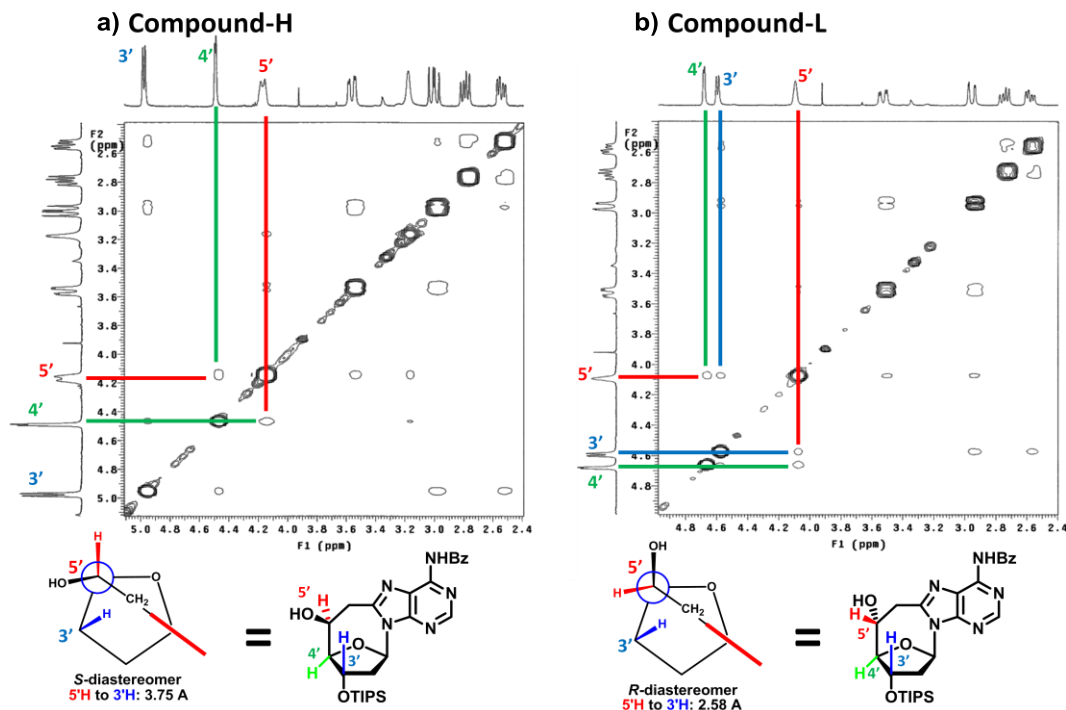 a) Compound-H
3' 4' 5'
F2
(ppm)
2.6
2.8
3.0
3.2
3.4
3.6
3.8
4.0
4.2
4.4
4.6
4.8
5.0
5'
4'
3'
5.0 4.8 4.6 4.4 4.2 4.0 3.8 3.6 3.4 3.2 3.0 2.8 2.6 2.4
F1 (ppm)
H
5'
HO
O
CH2
H
3'
S-diastereomer
5'H to 3'H: 3.75 A
=
NHBz
5'
H
HO
N
N
N
N
H
O
4'
3'
H
OTIPS
b) Compound-L
4' 3' 5'
F2
(ppm)
2.6
2.8
3.0
3.2
3.4
3.6
3.8
4.0
4.2
4.4
4.6
4.8
5'
3'
4'
4.8 4.6 4.4 4.2 4.0 3.8 3.6 3.4 3.2 3.0 2.8 2.6 2.4
F1 (ppm)
OH
5'
H
O
CH2
H
3'
R-diastereomer
5'H to 3'H: 2.58 A
=
NHBz
OH
H
5'
N
N
N
N
H
O
H
4'
3'
OTIPS